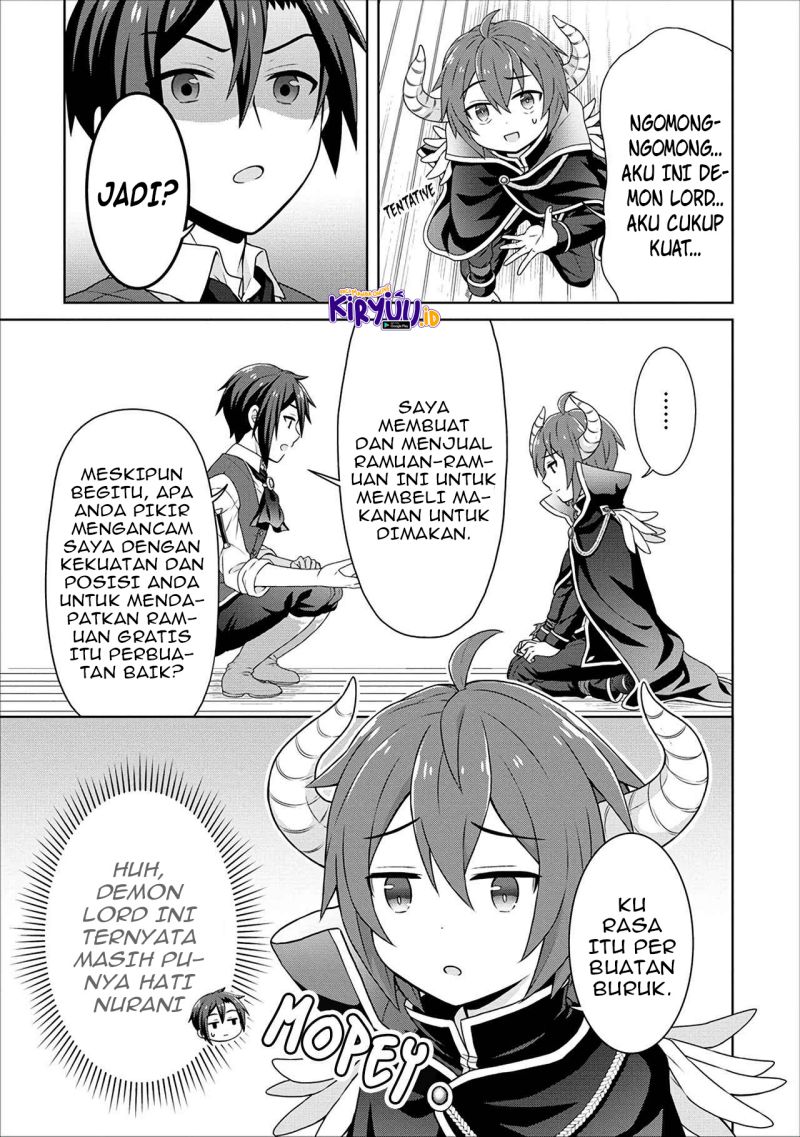 NGOMONG-
NGOMONG...
AKU INI DE-
MON LORD...
AKU CUKUP
KUAT...
TENTATIVE
JADI?
KIRYUU.ID
......
SAYA
MEMBUAT
DAN MENJUAL
RAMUAN-RAM-
UAN INI UNTUK
MEMBELI MA-
KANAN UNTUK
DIMAKAN.
MESKIPUN
BEGITU, APA
ANDA PIKIR
MENGANCAM
SAYA DENGAN
KEKUATAN DAN
POSISI ANDA
UNTUK MENDA-
PATKAN RAM-
UAN GRATIS
ITU PERBUA-
TAN BAIK?
KU
RASA
ITU PER
BUATAN
BURUK.
MOPEY
HUH,
DEMON
LORD INI
TERNYATA
MASIH PU-
NYA HATI
NURANI